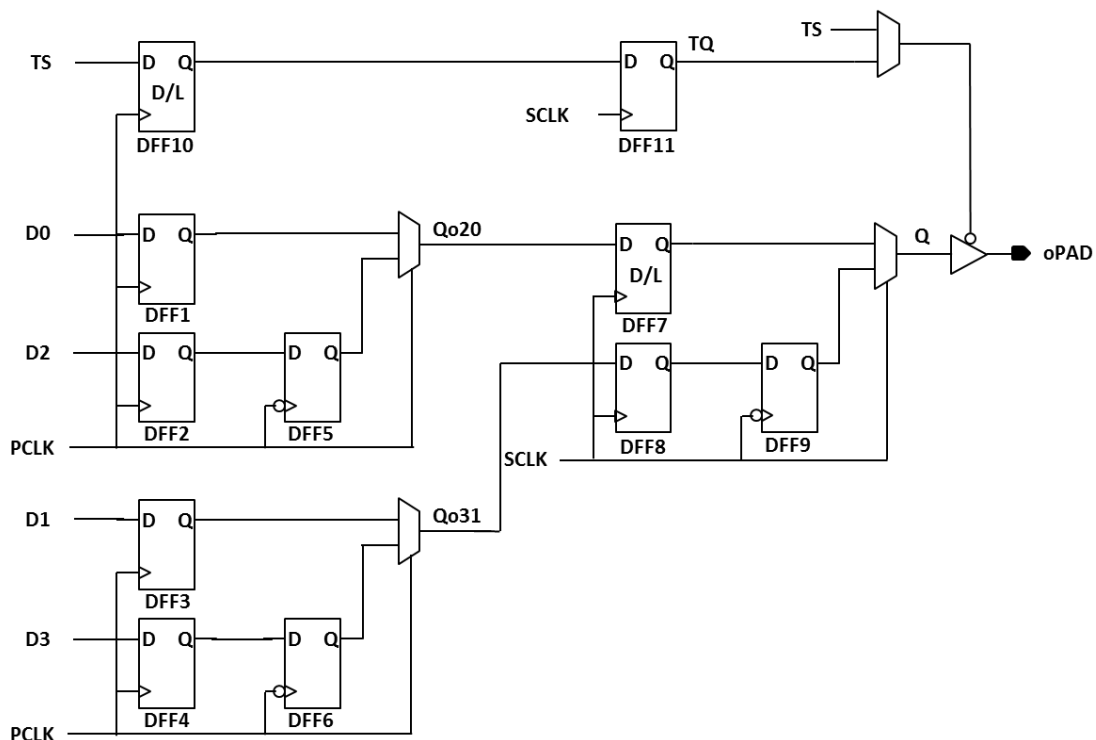 TS
TQ
TS
D Q
D/L
DFF10
D Q
SCLK
DFF11
D0
D Q
DFF1
Qo20
D Q
D/L
DFF7
Q
oPAD
D2
D Q
DFF2
D Q
DFF5
D Q
DFF8
D Q
DFF9
PCLK
SCLK
D1
D Q
DFF3
Qo31
D3
D Q
DFF4
D Q
DFF6
PCLK